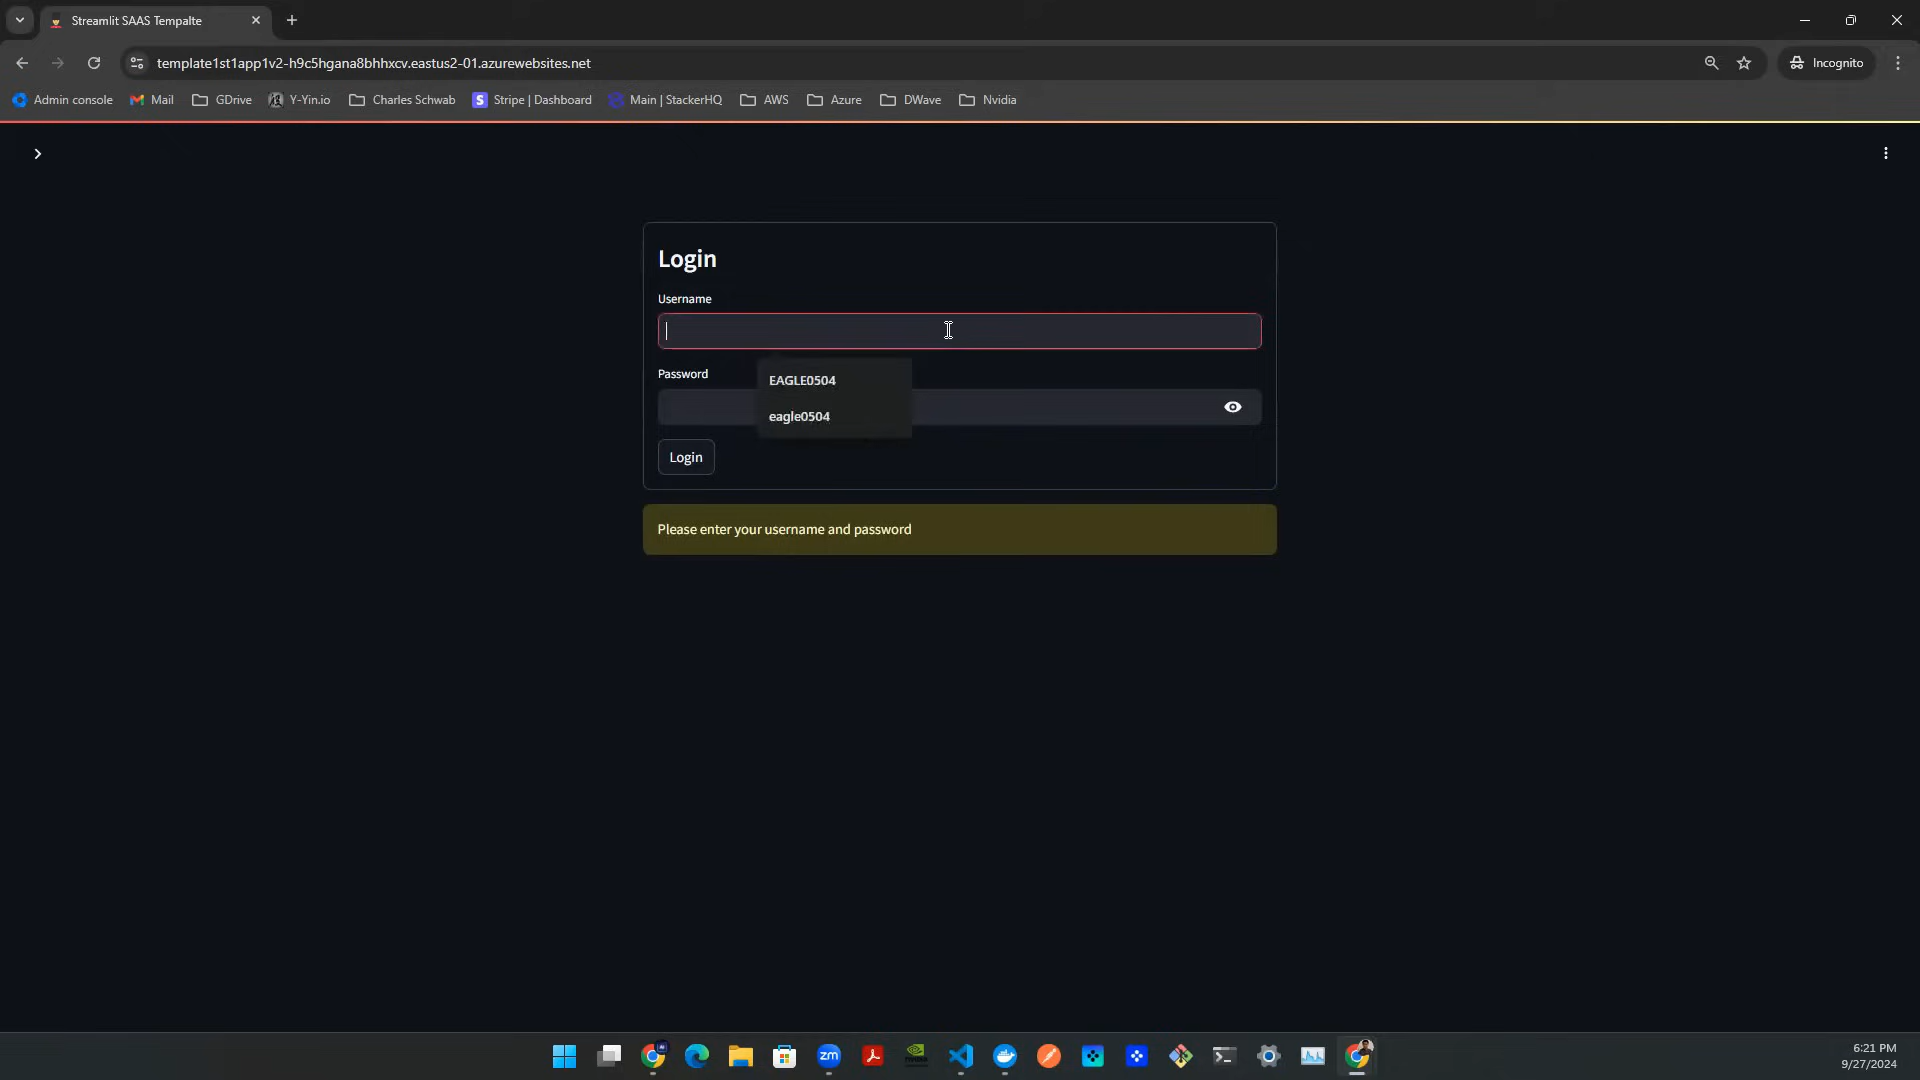 Streamlit SAAS Tempalte
template1st1app1v2-h9c5hgana8bhhxcv.eastus2-01.azurewebsites.net
Incognito
Admin console
Mail
GDrive
Y-Yin.io
Charles Schwab
Stripe | Dashboard
Main | StackerHQ
AWS
Azure
DWave
Nvidia
Login
Username
Password
EAGLE0504
eagle0504
Login
Please enter your username and password
zm
6:21 PM
9/27/2024